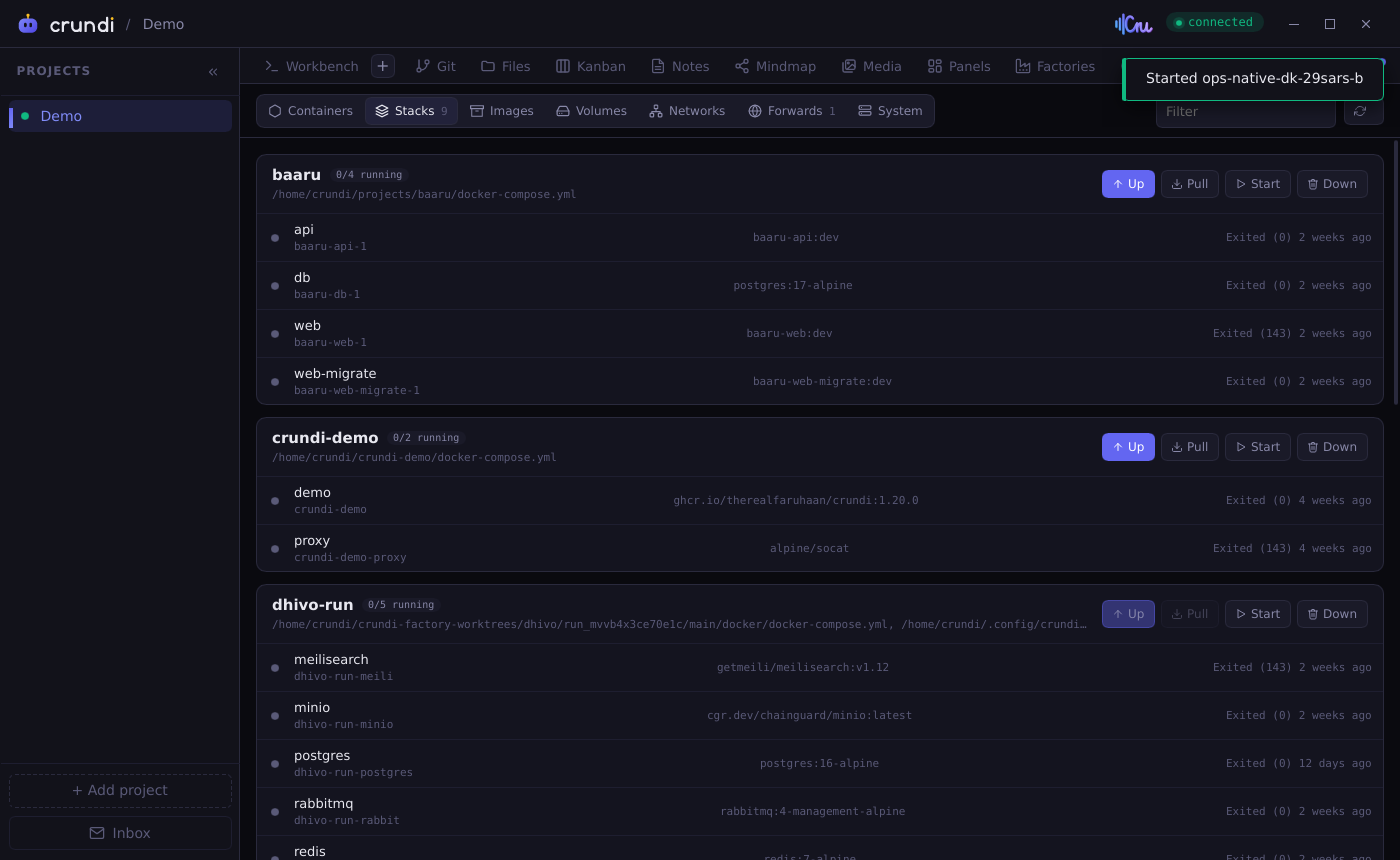 crundi / Demo
Cru
connected
PROJECTS
«
Demo
+ Add project
Inbox
Workbench
+
Git
Files
Kanban
Notes
Mindmap
Media
Panels
Factories
Started ops-native-dk-29sars-b
Containers
Stacks 9
Images
Volumes
Networks
Forwards 1
System
Filter
baaru 0/4 running
/home/crundi/projects/baaru/docker-compose.yml
Up Pull Start Down
api baaru-api:dev Exited (0) 2 weeks ago
baaru-api-1
db postgres:17-alpine Exited (0) 2 weeks ago
baaru-db-1
web baaru-web:dev Exited (143) 2 weeks ago
baaru-web-1
web-migrate baaru-web-migrate:dev Exited (0) 2 weeks ago
baaru-web-migrate-1
crundi-demo 0/2 running
/home/crundi/crundi-demo/docker-compose.yml
Up Pull Start Down
demo ghcr.io/therealfaruhaan/crundi:1.20.0 Exited (0) 4 weeks ago
crundi-demo
proxy alpine/socat Exited (143) 4 weeks ago
crundi-demo-proxy
dhivo-run 0/5 running
/home/crundi/crundi-factory-worktrees/dhivo/run_mvvb4x3ce70e1c/main/docker/docker-compose.yml, /home/crundi/.config/crundi…
Up Pull Start Down
meilisearch getmeili/meilisearch:v1.12 Exited (143) 2 weeks ago
dhivo-run-meili
minio cgr.dev/chainguard/minio:latest Exited (0) 2 weeks ago
dhivo-run-minio
postgres postgres:16-alpine Exited (0) 12 days ago
dhivo-run-postgres
rabbitmq rabbitmq:4-management-alpine Exited (0) 2 weeks ago
dhivo-run-rabbit
redis redis:7-alpine Exited (0) 2 weeks ago